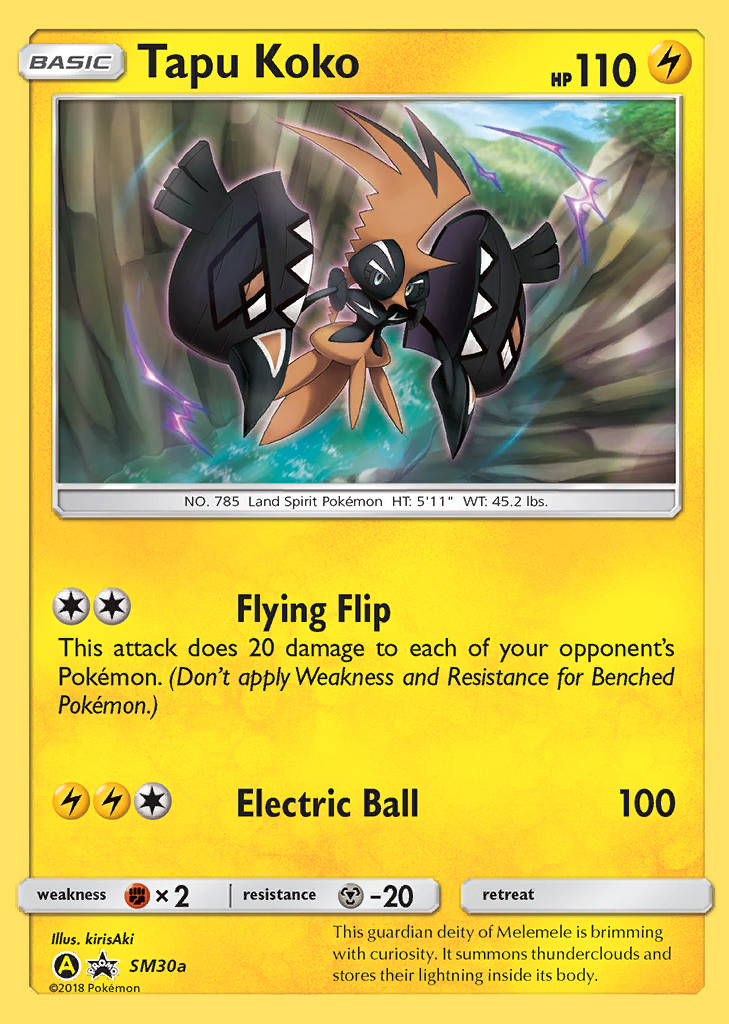 BASIC
Tapu Koko
HP 110
NO. 785 Land Spirit Pokémon HT: 5'11" WT: 45.2 lbs.
Flying Flip
This attack does 20 damage to each of your opponent's
Pokémon. (Don't apply Weakness and Resistance for Benched
Pokémon.)
Electric Ball 100
weakness × 2 resistance -20 retreat
Illus. kirisAki
A PROMO SM30a
©2018 Pokémon
This guardian deity of Melemele is brimming
with curiosity. It summons thunderclouds and
stores their lightning inside its body.